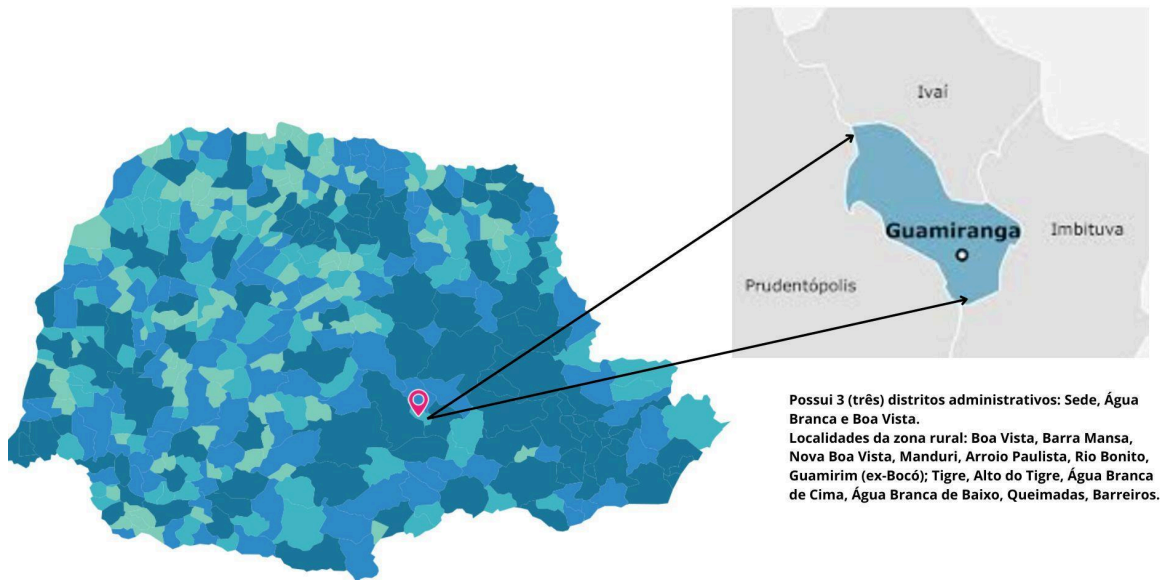 Ivaí
Guamiranga
Imbituva
Prudentópolis
Possui 3 (três) distritos administrativos: Sede, Água
Branca e Boa Vista.
Localidades da zona rural: Boa Vista, Barra Mansa,
Nova Boa Vista, Manduri, Arroio Paulista, Rio Bonito,
Guamirim (ex-Bocó); Tigre, Alto do Tigre, Água Branca
de Cima, Água Branca de Baixo, Queimadas, Barreiros.